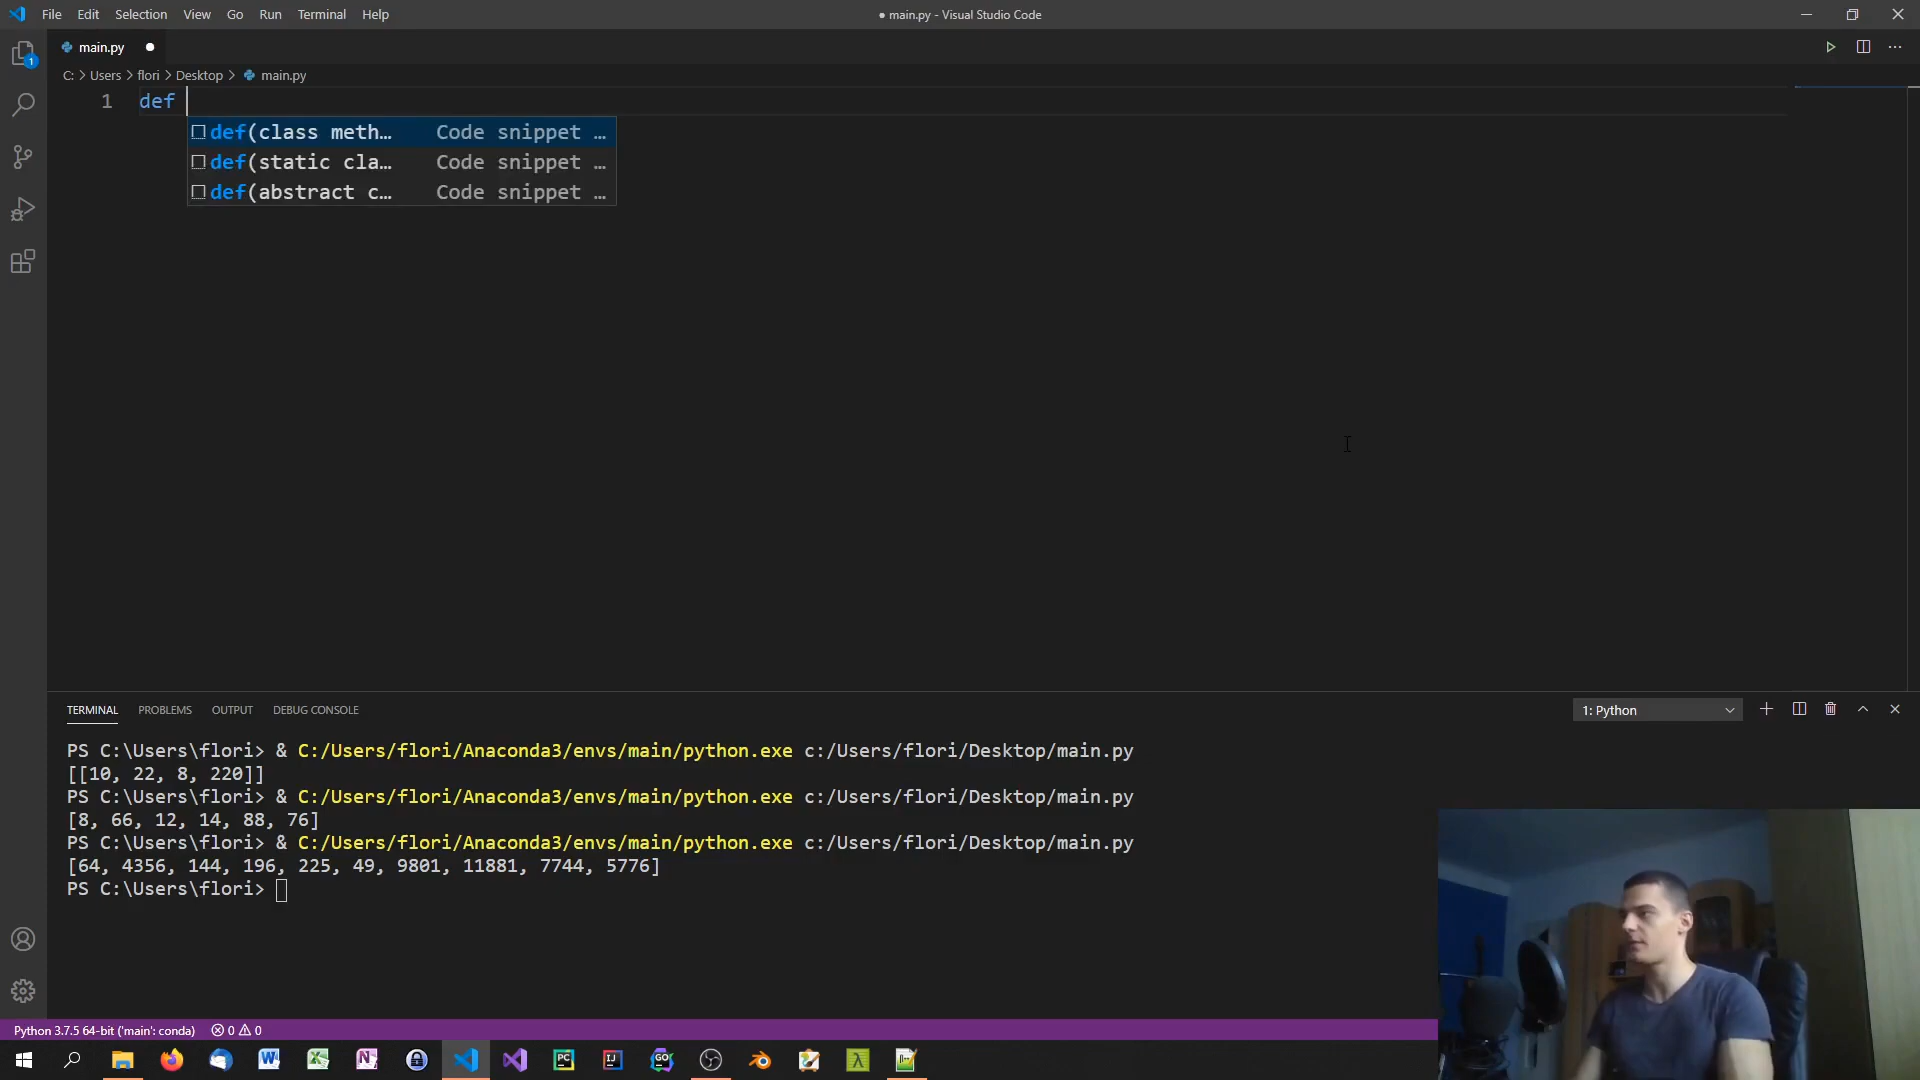 File Edit Selection View Go Run Terminal Help
● main.py - Visual Studio Code
main.py
1
C: > Users > flori > Desktop > main.py
1 def
def(class meth… Code snippet …
def(static cla… Code snippet …
def(abstract c… Code snippet …
TERMINAL PROBLEMS OUTPUT DEBUG CONSOLE
1: Python
PS C:\Users\flori> & C:/Users/flori/Anaconda3/envs/main/python.exe c:/Users/flori/Desktop/main.py
[[10, 22, 8, 220]]
PS C:\Users\flori> & C:/Users/flori/Anaconda3/envs/main/python.exe c:/Users/flori/Desktop/main.py
[8, 66, 12, 14, 88, 76]
PS C:\Users\flori> & C:/Users/flori/Anaconda3/envs/main/python.exe c:/Users/flori/Desktop/main.py
[64, 4356, 144, 196, 225, 49, 9801, 11881, 7744, 5776]
PS C:\Users\flori>
Python 3.7.5 64-bit ('main': conda) 0 0
W X N PC IJ GO λ